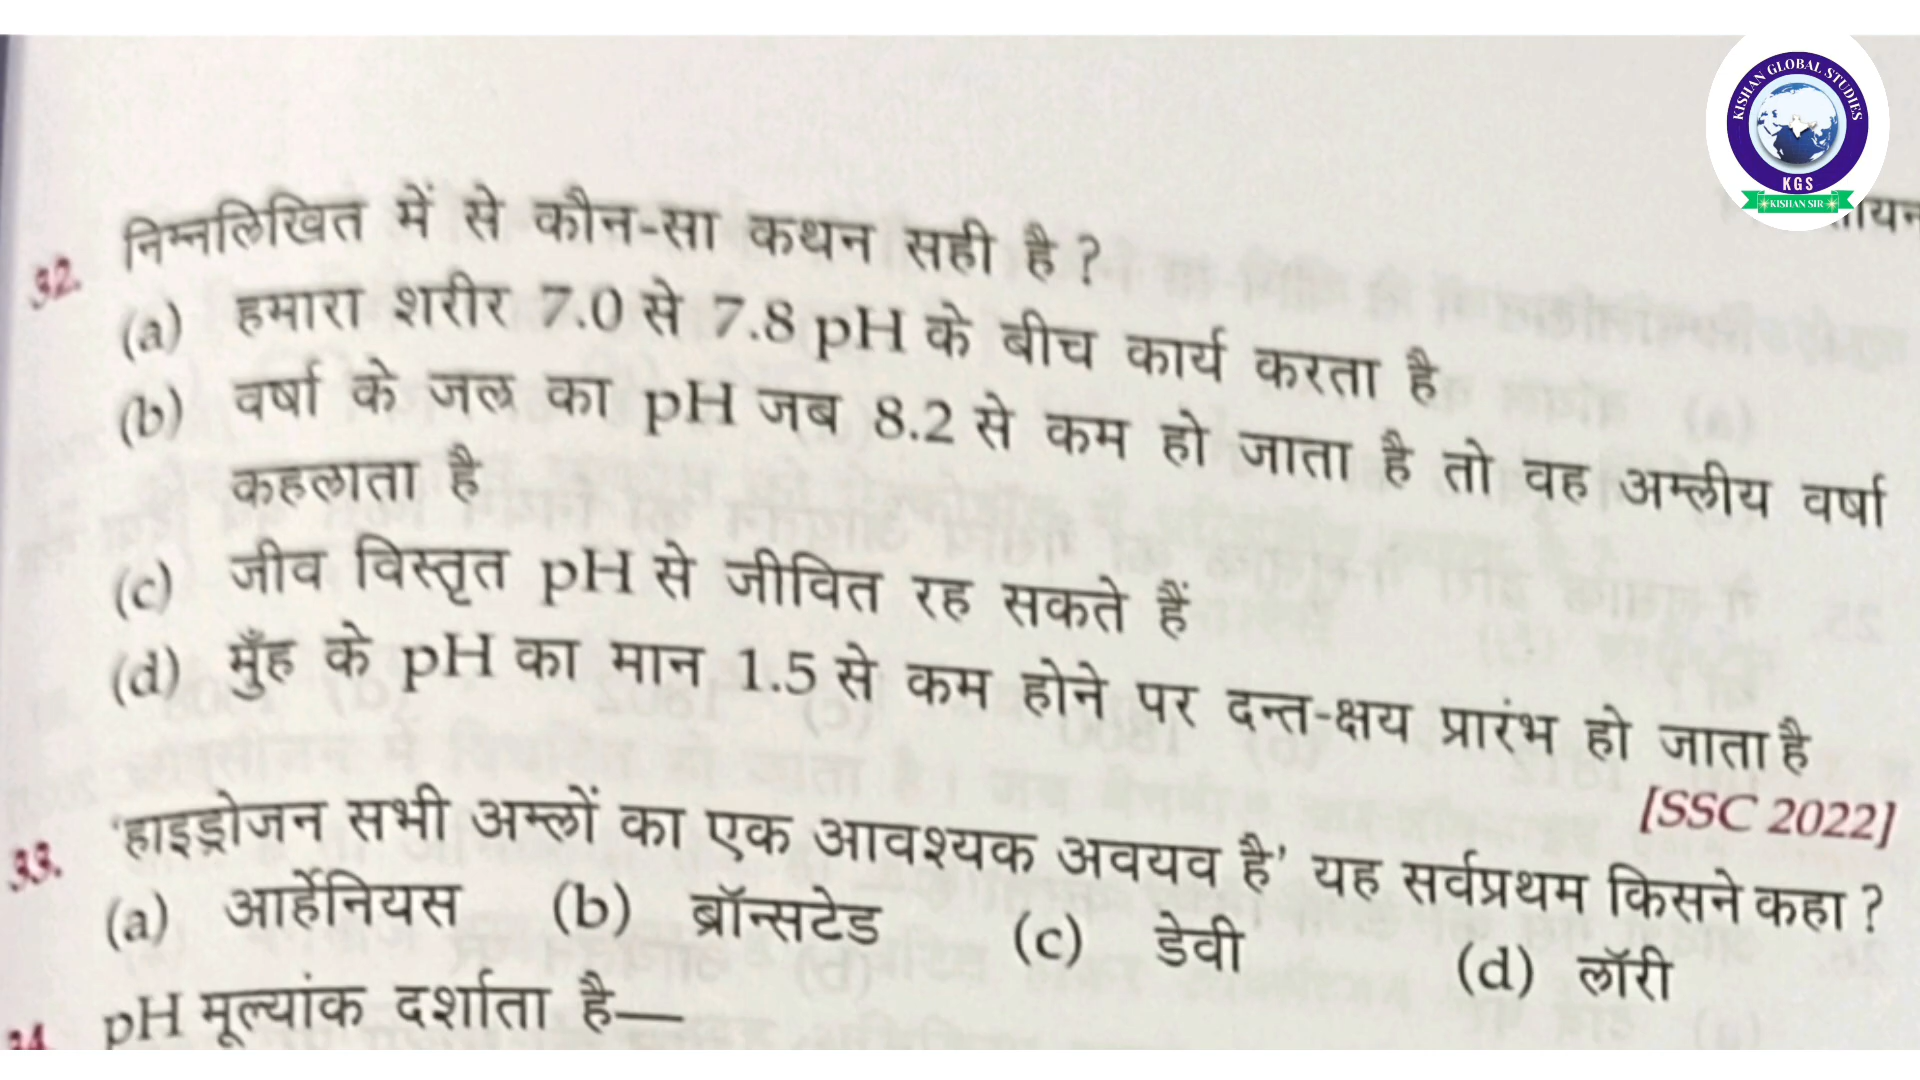 KISHAN GLOBAL STUDIES
KGS
KISHAN SIR
32. निम्नलिखित में से कौन-सा कथन सही है ?
(a) हमारा शरीर 7.0 से 7.8 pH के बीच कार्य करता है
(b) वर्षा के जल का pH जब 8.2 से कम हो जाता है तो वह अम्लीय वर्षा
कहलाता है
(c) जीव विस्तृत pH से जीवित रह सकते हैं
(d) मुँह के pH का मान 1.5 से कम होने पर दन्त-क्षय प्रारंभ हो जाता है
[SSC 2022]
33. 'हाइड्रोजन सभी अम्लों का एक आवश्यक अवयव है' यह सर्वप्रथम किसने कहा ?
(a) आर्हेनियस (b) ब्रॉन्सटेड (c) डेवी (d) लॉरी
34. pH मूल्यांक दर्शाता है—